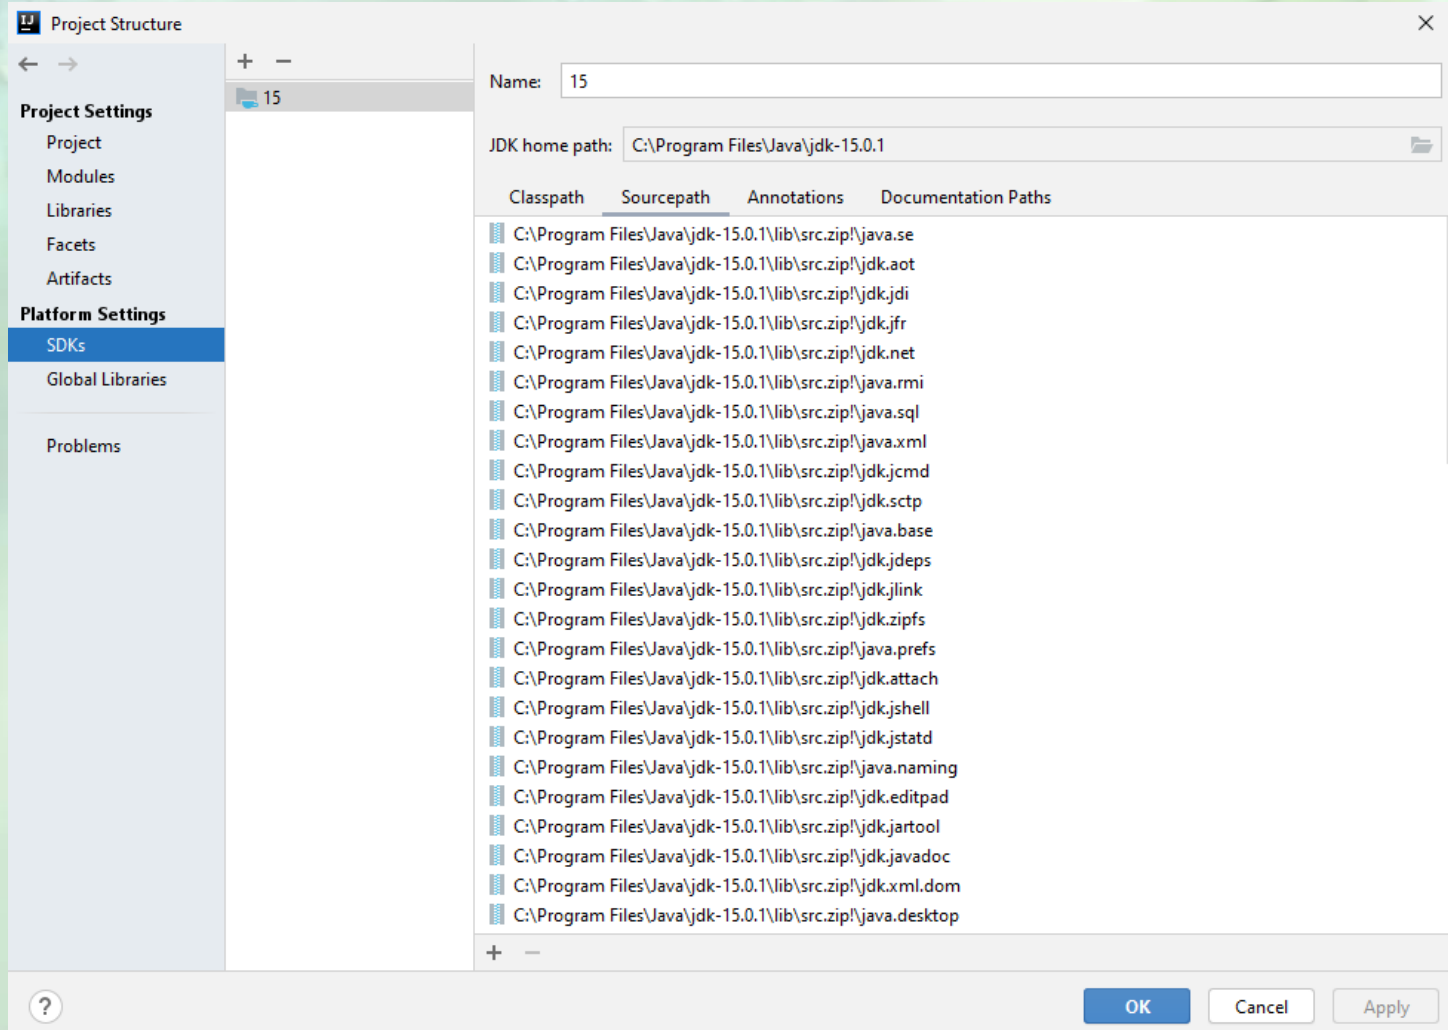 IJ Project Structure
Project Settings
Project
Modules
Libraries
Facets
Artifacts
Platform Settings
SDKs
Global Libraries
Problems
15
Name: 15
JDK home path: C:\Program Files\Java\jdk-15.0.1
Classpath Sourcepath Annotations Documentation Paths
C:\Program Files\Java\jdk-15.0.1\lib\src.zip!\java.se
C:\Program Files\Java\jdk-15.0.1\lib\src.zip!\jdk.aot
C:\Program Files\Java\jdk-15.0.1\lib\src.zip!\jdk.jdi
C:\Program Files\Java\jdk-15.0.1\lib\src.zip!\jdk.jfr
C:\Program Files\Java\jdk-15.0.1\lib\src.zip!\jdk.net
C:\Program Files\Java\jdk-15.0.1\lib\src.zip!\java.rmi
C:\Program Files\Java\jdk-15.0.1\lib\src.zip!\java.sql
C:\Program Files\Java\jdk-15.0.1\lib\src.zip!\java.xml
C:\Program Files\Java\jdk-15.0.1\lib\src.zip!\jdk.jcmd
C:\Program Files\Java\jdk-15.0.1\lib\src.zip!\jdk.sctp
C:\Program Files\Java\jdk-15.0.1\lib\src.zip!\java.base
C:\Program Files\Java\jdk-15.0.1\lib\src.zip!\jdk.jdeps
C:\Program Files\Java\jdk-15.0.1\lib\src.zip!\jdk.jlink
C:\Program Files\Java\jdk-15.0.1\lib\src.zip!\jdk.zipfs
C:\Program Files\Java\jdk-15.0.1\lib\src.zip!\java.prefs
C:\Program Files\Java\jdk-15.0.1\lib\src.zip!\jdk.attach
C:\Program Files\Java\jdk-15.0.1\lib\src.zip!\jdk.jshell
C:\Program Files\Java\jdk-15.0.1\lib\src.zip!\jdk.jstatd
C:\Program Files\Java\jdk-15.0.1\lib\src.zip!\java.naming
C:\Program Files\Java\jdk-15.0.1\lib\src.zip!\jdk.editpad
C:\Program Files\Java\jdk-15.0.1\lib\src.zip!\jdk.jartool
C:\Program Files\Java\jdk-15.0.1\lib\src.zip!\jdk.javadoc
C:\Program Files\Java\jdk-15.0.1\lib\src.zip!\jdk.xml.dom
C:\Program Files\Java\jdk-15.0.1\lib\src.zip!\java.desktop
? OK Cancel Apply